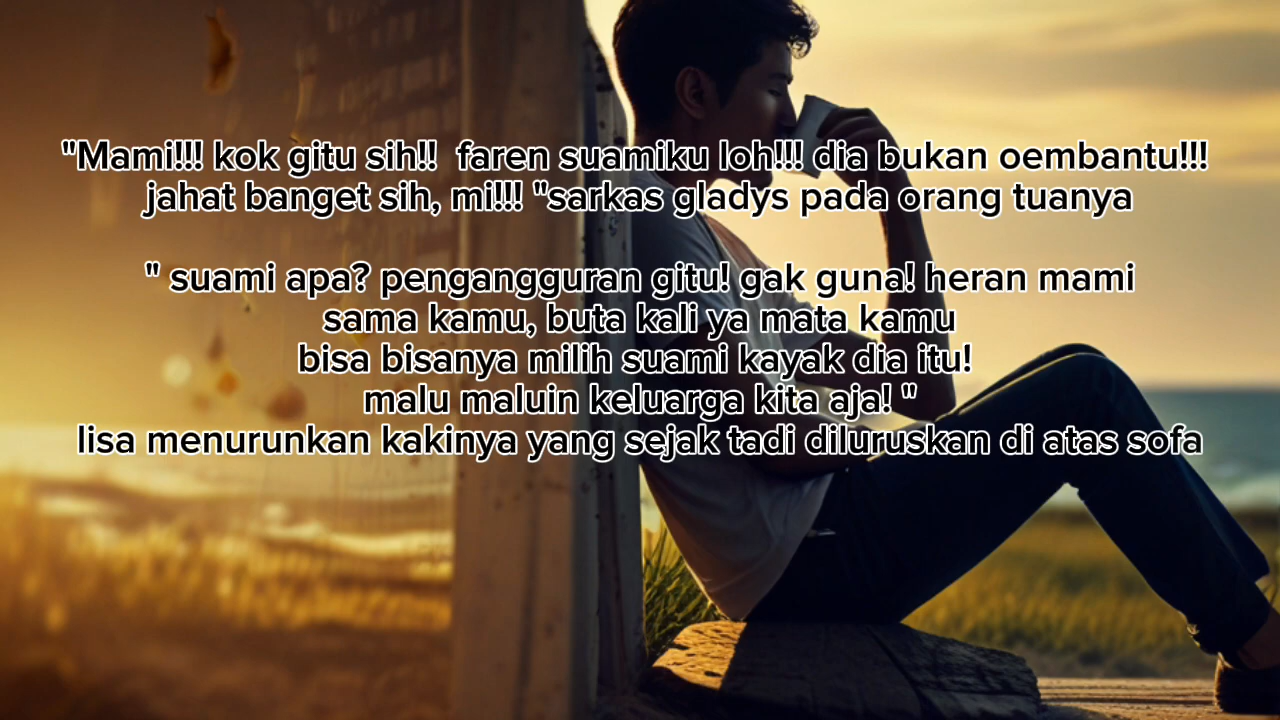 "Mami!!! kok gitu sih!!  faren suamiku loh!!! dia bukan oembantu!!!
jahat banget sih, mi!!! "sarkas gladys pada orang tuanya
" suami apa? pengangguran gitu! gak guna! heran mami
sama kamu, buta kali ya mata kamu
bisa bisanya milih suami kayak dia itu!
malu maluin keluarga kita aja! "
lisa menurunkan kakinya yang sejak tadi diluruskan di atas sofa